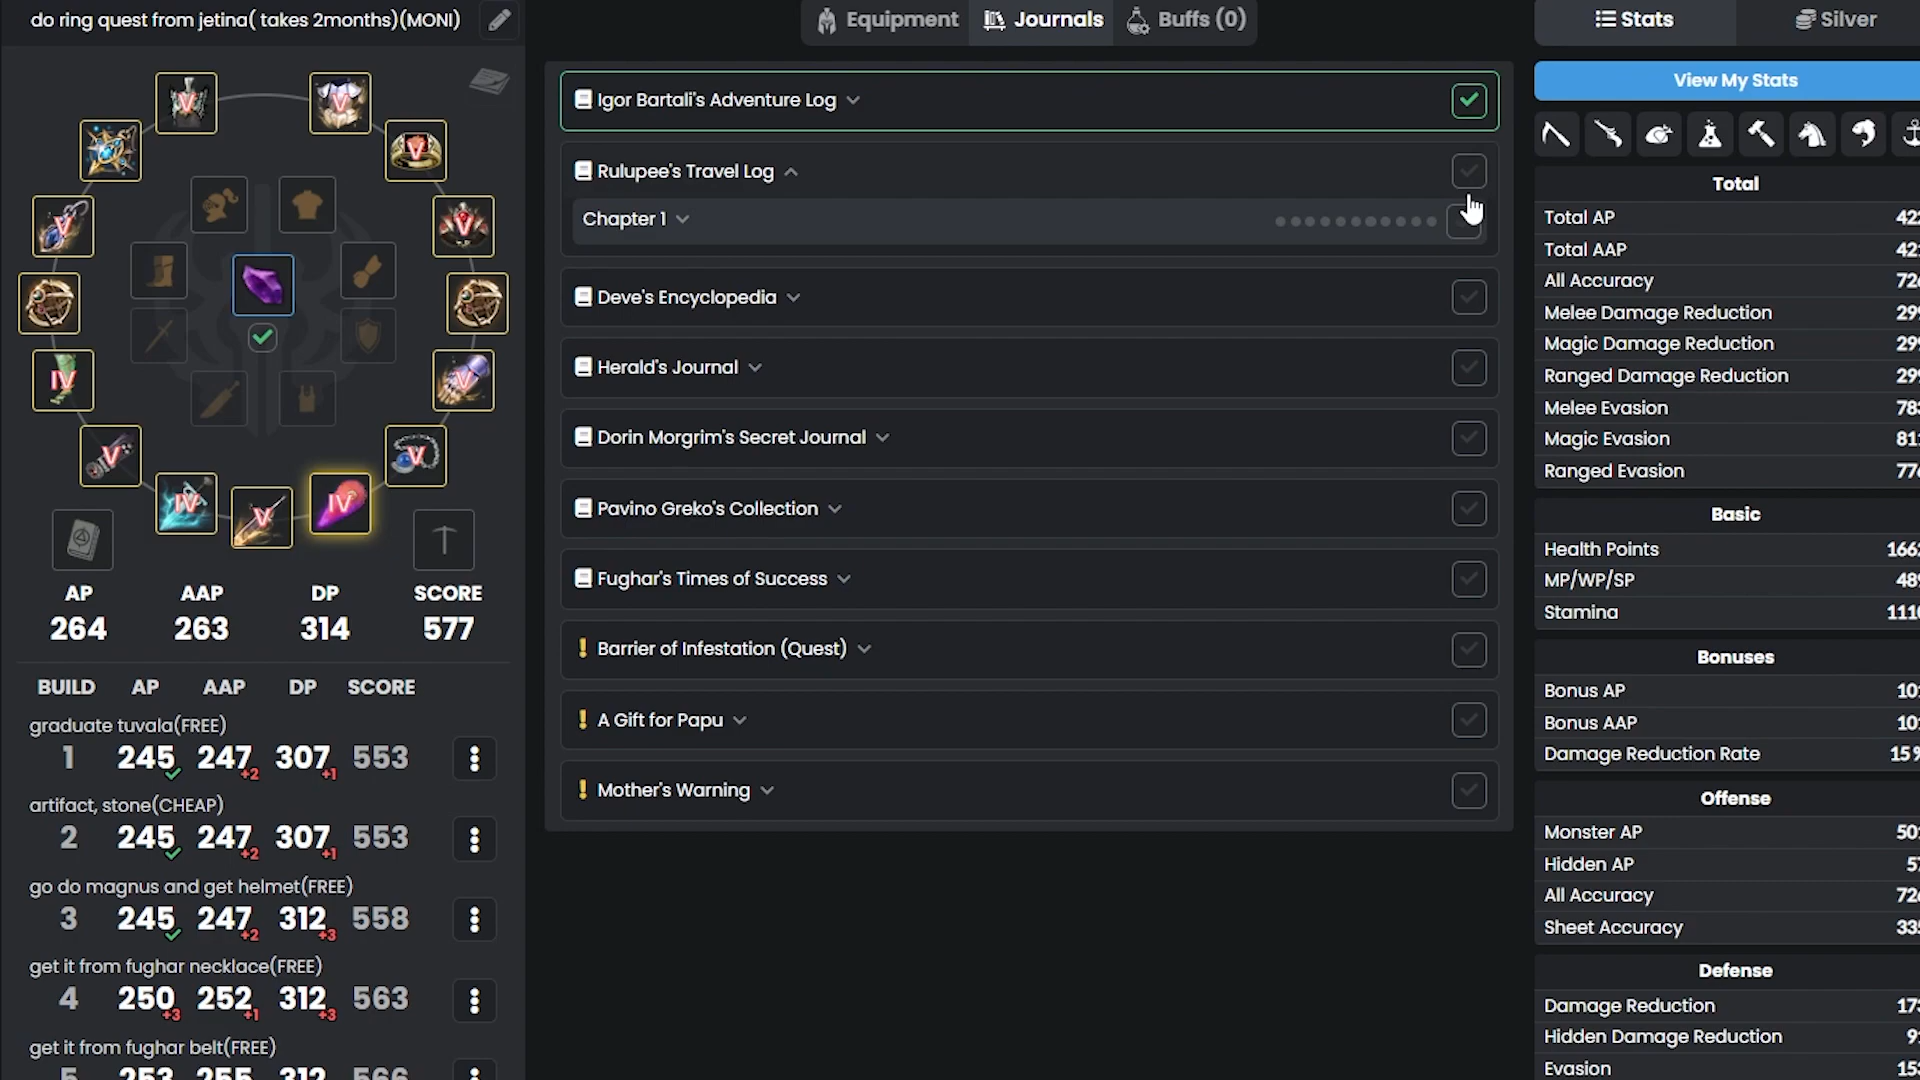 do ring quest from jetina( takes 2months)(MONI)
Equipment
Journals
Buffs (0)
Stats
Silver
V
V
V
V
V
IV
V
V
V
IV
V
IV
AP AAP DP SCORE
264 263 314 577
BUILD AP AAP DP SCORE
graduate tuvala(FREE)
1 245 247 +2 307 +1 553
artifact, stone(CHEAP)
2 245 247 +2 307 +1 553
go do magnus and get helmet(FREE)
3 245 247 +2 312 +3 558
get it from fughar necklace(FREE)
4 250 +3 252 +1 312 +3 563
get it from fughar belt(FREE)
5 253 255 312 566
Igor Bartali's Adventure Log
Rulupee's Travel Log
Chapter 1
Deve's Encyclopedia
Herald's Journal
Dorin Morgrim's Secret Journal
Pavino Greko's Collection
Fughar's Times of Success
! Barrier of Infestation (Quest)
! A Gift for Papu
! Mother's Warning
View My Stats
Total
Total AP
Total AAP
All Accuracy
Melee Damage Reduction
Magic Damage Reduction
Ranged Damage Reduction
Melee Evasion
Magic Evasion
Ranged Evasion
Basic
Health Points
MP/WP/SP
Stamina
Bonuses
Bonus AP
Bonus AAP
Damage Reduction Rate
Offense
Monster AP
Hidden AP
All Accuracy
Sheet Accuracy
Defense
Damage Reduction
Hidden Damage Reduction
Evasion